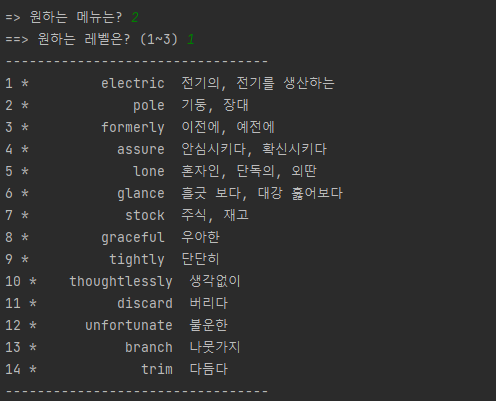 => 원하는 메뉴는? 2
==> 원하는 레벨은? (1~3) 1
---------------------------------
1 * electric 전기의, 전기를 생산하는
2 * pole 기둥, 장대
3 * formerly 이전에, 예전에
4 * assure 안심시키다, 확신시키다
5 * lone 혼자인, 단독의, 외딴
6 * glance 흘긋 보다, 대강 훑어보다
7 * stock 주식, 재고
8 * graceful 우아한
9 * tightly 단단히
10 * thoughtlessly 생각없이
11 * discard 버리다
12 * unfortunate 불운한
13 * branch 나뭇가지
14 * trim 다듬다
---------------------------------